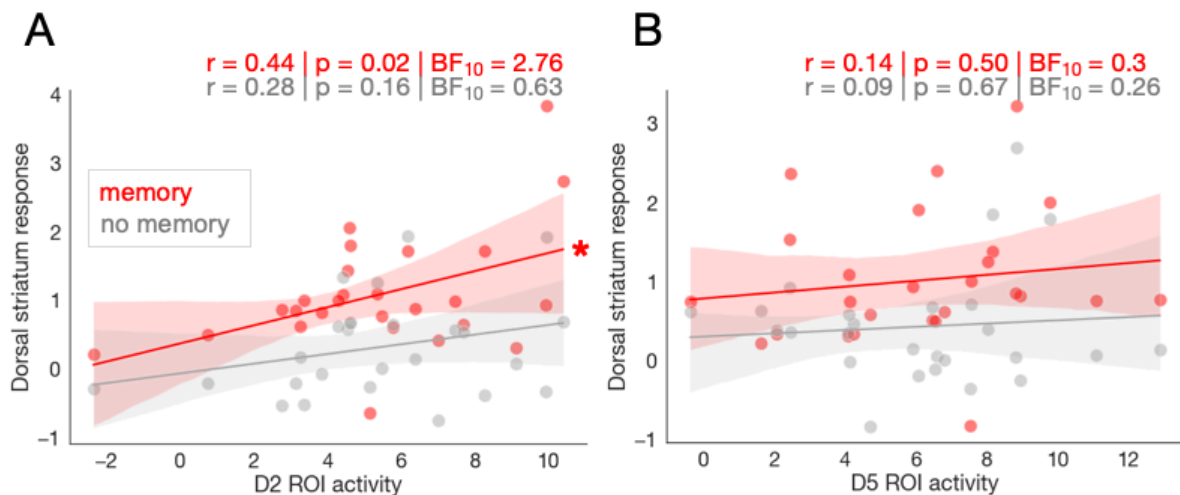 A
r = 0.44 | p = 0.02 | BF10 = 2.76
r = 0.28 | p = 0.16 | BF10 = 0.63
4
3
2
1
0
−1
Dorsal striatum response
memory
no memory
*
−2 0 2 4 6 8 10
D2 ROI activity
B
r = 0.14 | p = 0.50 | BF10 = 0.3
r = 0.09 | p = 0.67 | BF10 = 0.26
3
2
1
0
−1
Dorsal striatum response
0 2 4 6 8 10 12
D5 ROI activity